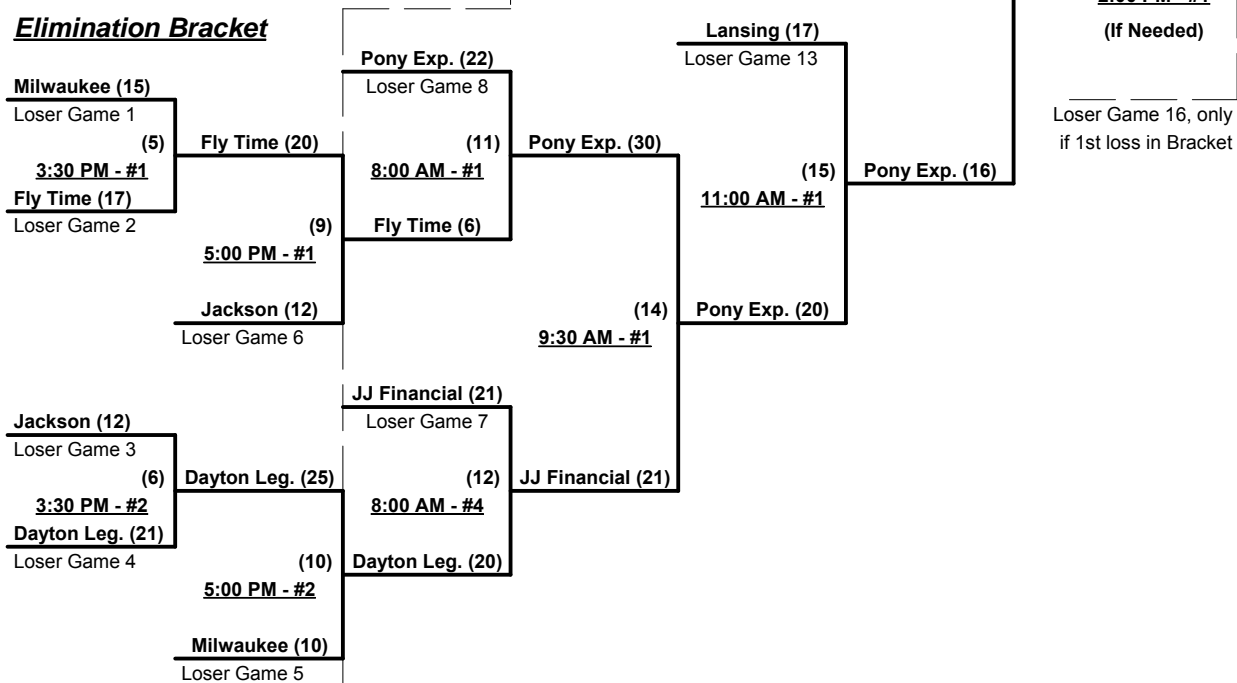 Elimination Bracket
(If Needed)
Lansing (17)
Loser Game 13
Pony Exp. (22)
Loser Game 8
Milwaukee (15)
Loser Game 1
Loser Game 16, only
if 1st loss in Bracket
(5)
3:30 PM - #1
Fly Time (20)
(11)
8:00 AM - #1
Pony Exp. (30)
(15)
11:00 AM - #1
Pony Exp. (16)
Fly Time (17)
Loser Game 2
(9)
5:00 PM - #1
Fly Time (6)
Jackson (12)
Loser Game 6
(14)
9:30 AM - #1
Pony Exp. (20)
JJ Financial (21)
Loser Game 7
Jackson (12)
Loser Game 3
(6)
3:30 PM - #2
Dayton Leg. (25)
(12)
8:00 AM - #4
JJ Financial (21)
Dayton Leg. (21)
Loser Game 4
(10)
5:00 PM - #2
Dayton Leg. (20)
Milwaukee (10)
Loser Game 5